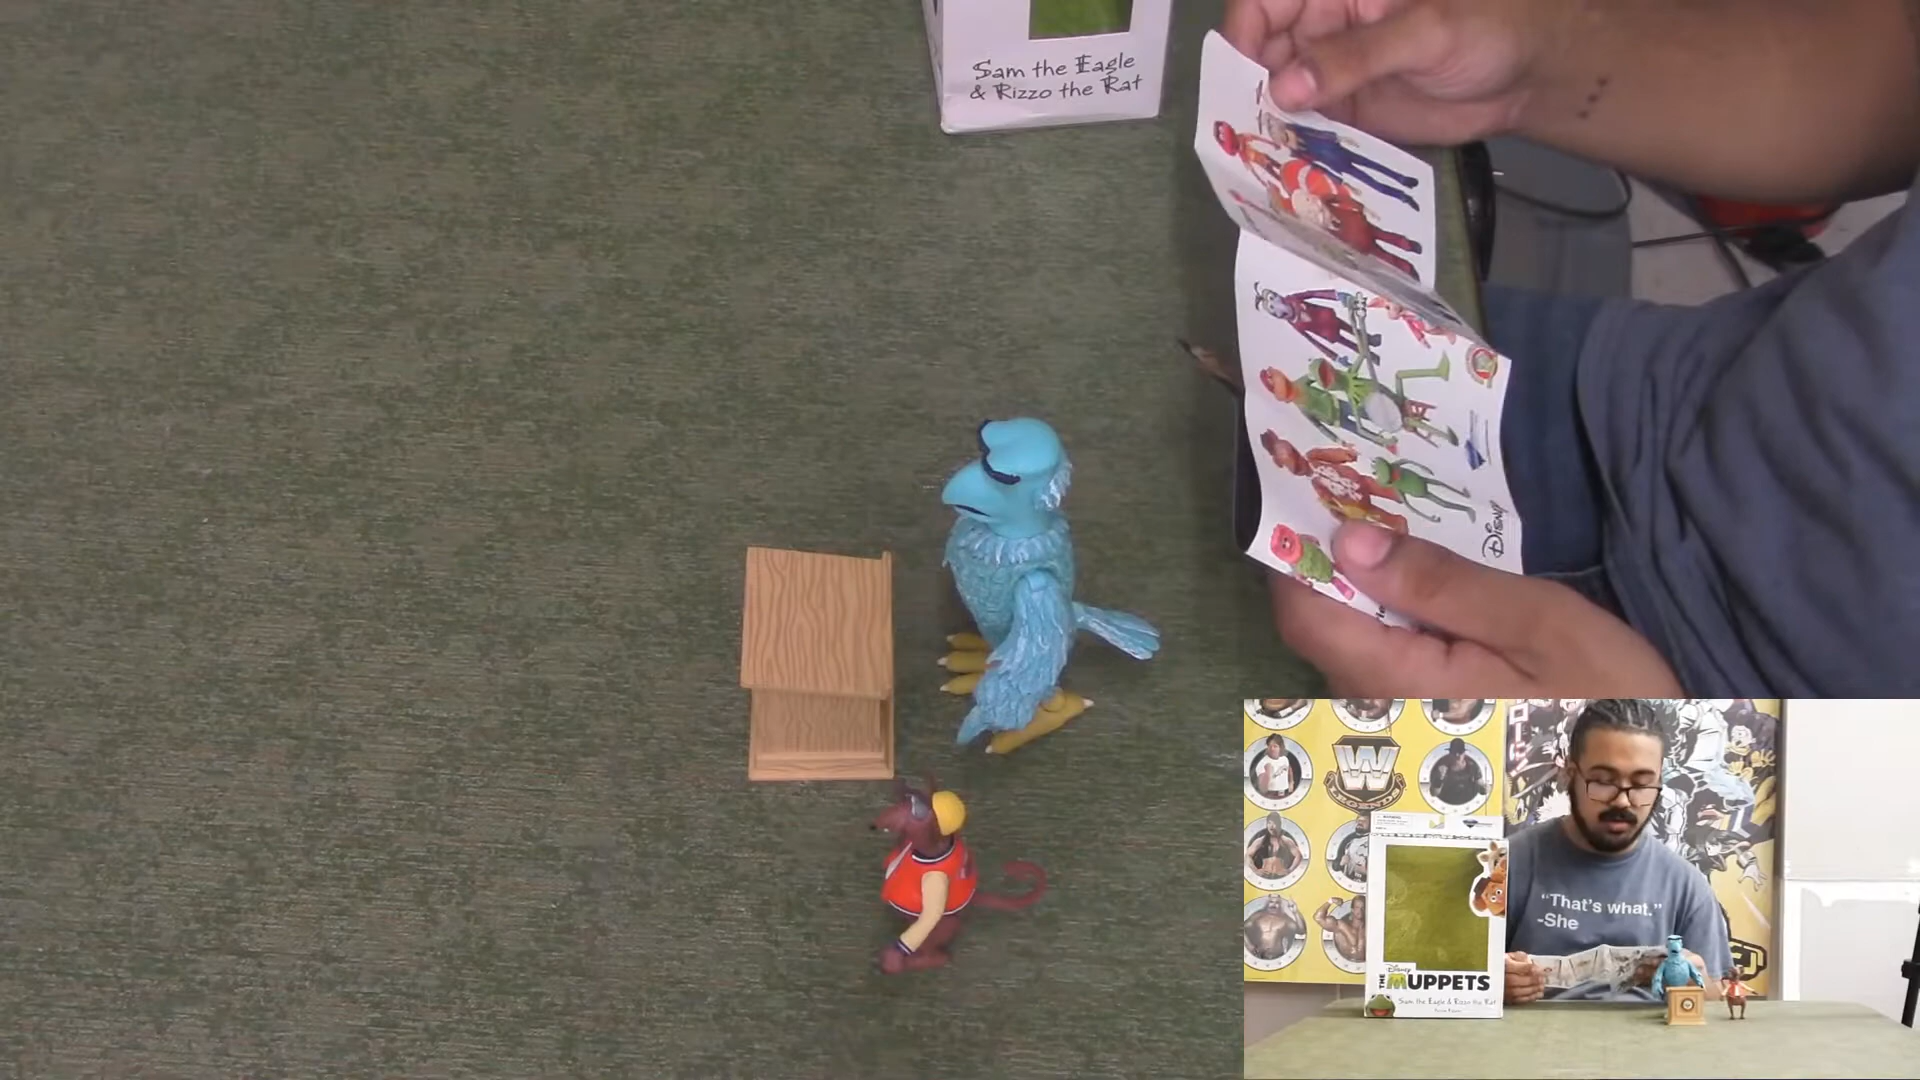 Sam the Eagle
& Rizzo the Rat
Disney
LEGENDS
"That's what."
-She
Disney
THE MUPPETS
Sam the Eagle & Rizzo the Rat